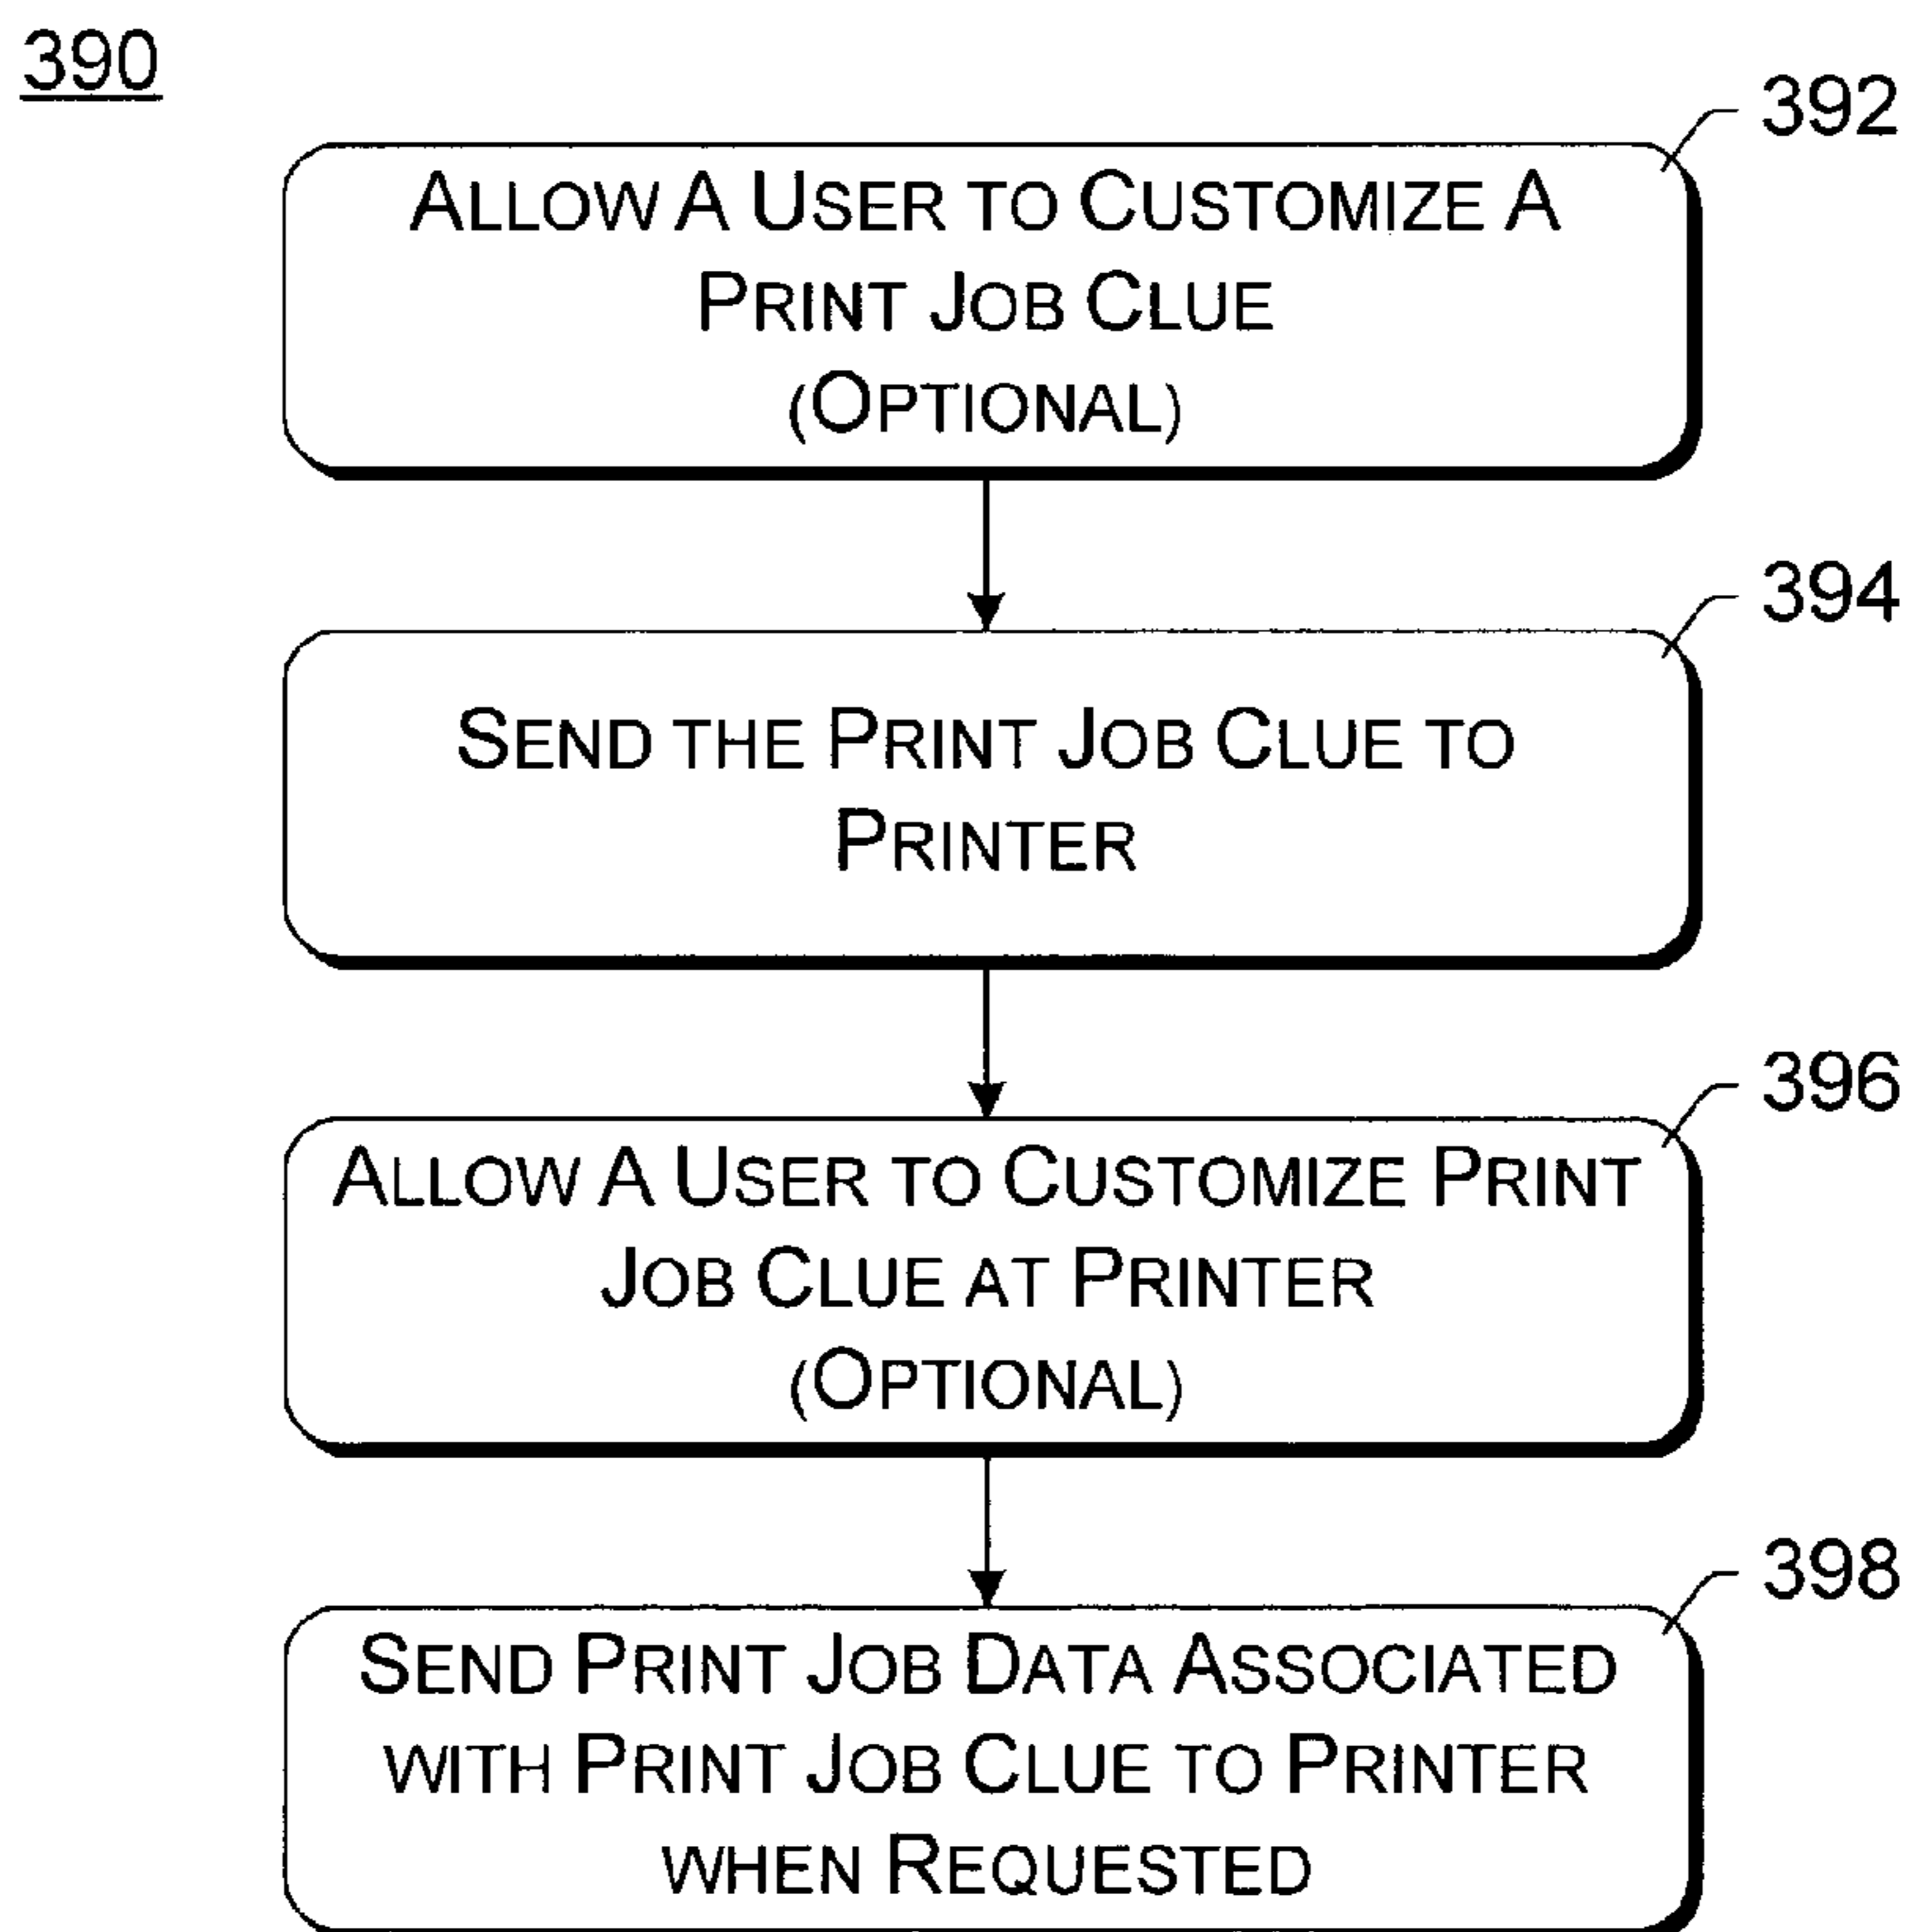 390
392
ALLOW A USER TO CUSTOMIZE A
PRINT JOB CLUE
(OPTIONAL)
394
SEND THE PRINT JOB CLUE TO
PRINTER
396
ALLOW A USER TO CUSTOMIZE PRINT
JOB CLUE AT PRINTER
(OPTIONAL)
398
SEND PRINT JOB DATA ASSOCIATED
WITH PRINT JOB CLUE TO PRINTER
WHEN REQUESTED